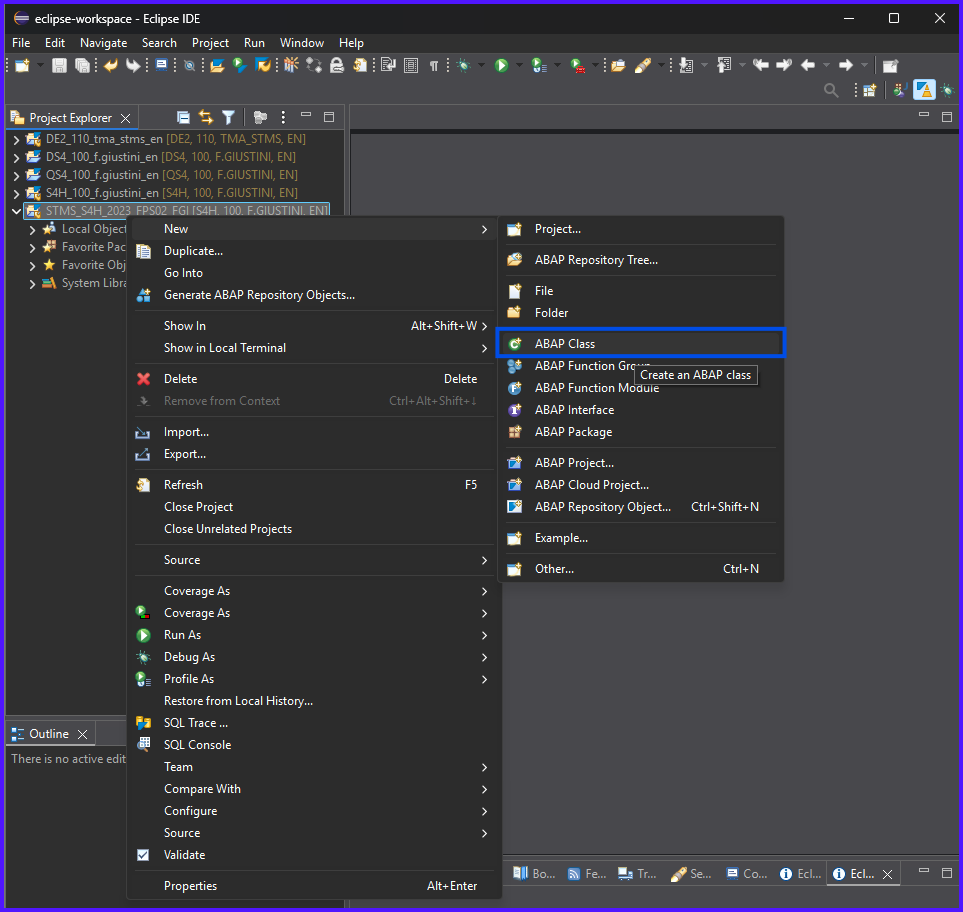 eclipse-workspace - Eclipse IDE
File Edit Navigate Search Project Run Window Help
Project Explorer
DE2_110_tma_stms_en [DE2, 110, TMA_STMS, EN]
DS4_100_f.giustini_en [DS4, 100, F.GIUSTINI, EN]
QS4_100_f.giustini_en [QS4, 100, F.GIUSTINI, EN]
S4H_100_f.giustini_en [S4H, 100, F.GIUSTINI, EN]
STMS_S4H_2023_FPS02_FGI [S4H, 100, F.GIUSTINI, EN]
Local Object
Favorite Pac
Favorite Obj
System Libra
New
Duplicate...
Go Into
Generate ABAP Repository Objects...
Show In Alt+Shift+W
Show in Local Terminal
Delete Delete
Remove from Context Ctrl+Alt+Shift+↓
Import...
Export...
Refresh F5
Close Project
Close Unrelated Projects
Source
Coverage As
Coverage As
Run As
Debug As
Profile As
Restore from Local History...
SQL Trace ...
SQL Console
Team
Compare With
Configure
Source
Validate
Properties Alt+Enter
Project...
ABAP Repository Tree...
File
Folder
ABAP Class
ABAP Function Group
Create an ABAP class
ABAP Function Module
ABAP Interface
ABAP Package
ABAP Project...
ABAP Cloud Project...
ABAP Repository Object... Ctrl+Shift+N
Example...
Other... Ctrl+N
Outline
There is no active edit
Bo... Fe... Tr... Se... Co... Ecl... Ecl...